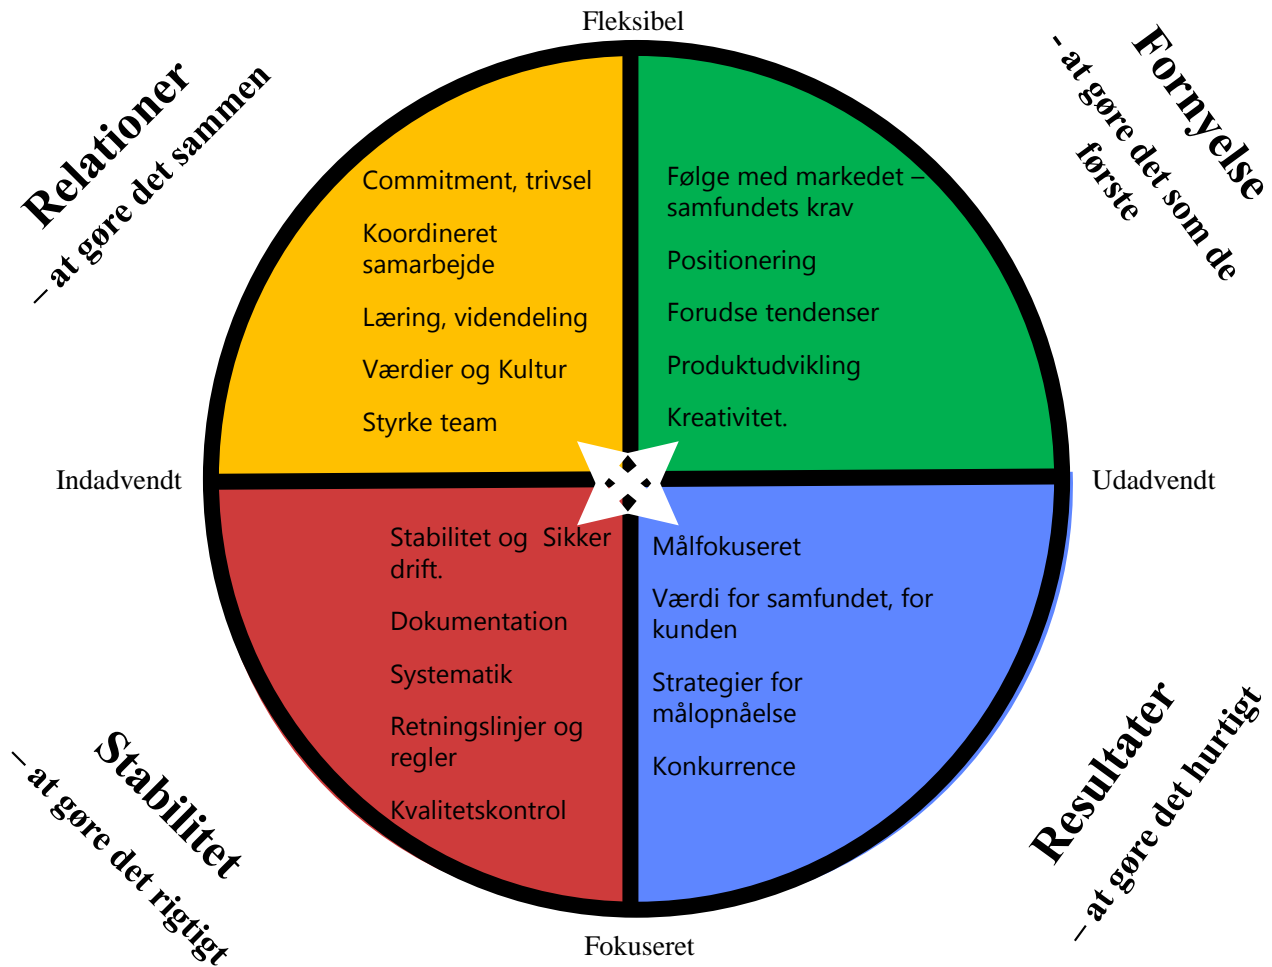 Fleksibel
Relationer
– at gøre det sammen
Fornyelse
- at gøre det som de
første
Commitment, trivsel
Koordineret
samarbejde
Læring, videndeling
Værdier og Kultur
Styrke team
Følge med markedet –
samfundets krav
Positionering
Forudse tendenser
Produktudvikling
Kreativitet.
Indadvendt
Udadvendt
Stabilitet og  Sikker
drift.
Dokumentation
Systematik
Retningslinjer og
regler
Kvalitetskontrol
Målfokuseret
Værdi for samfundet, for
kunden
Strategier for
målopnåelse
Konkurrence
Stabilitet
– at gøre det rigtigt
Resultater
– at gøre det hurtigt
Fokuseret